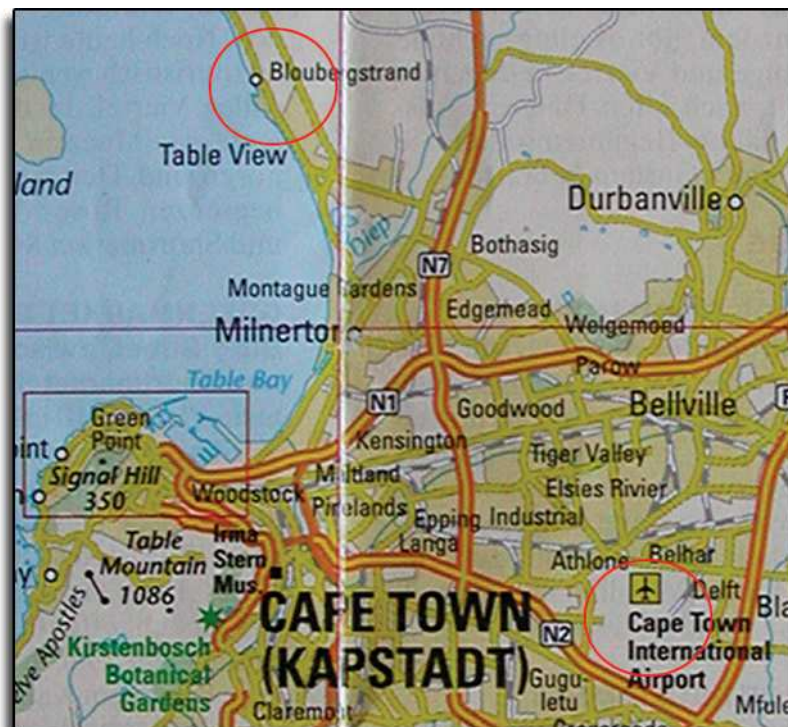 Bloubergstrand
Table View
land
Durbanville
Diep
Bothasig
N7
Montague Gardens
Edgemead
Milnerton
Welgemoed
Parow
Table Bay
N1
Goodwood
Bellville
Green
Point
Kensington
Signal Hill
350
Tiger Valley
Maitland
Woodstock
Elsies Rivier
Pinelands
Epping Industrial
Irma
Stern
Mus.
Langa
Table
Mountain
1086
Athlone
Belhar
Delft
CAPE TOWN
(KAPSTADT)
N2
Cape Town
International
Airport
Kirstenbosch
Botanical
Gardens
Apostles
Gugu-
letu
Claremont